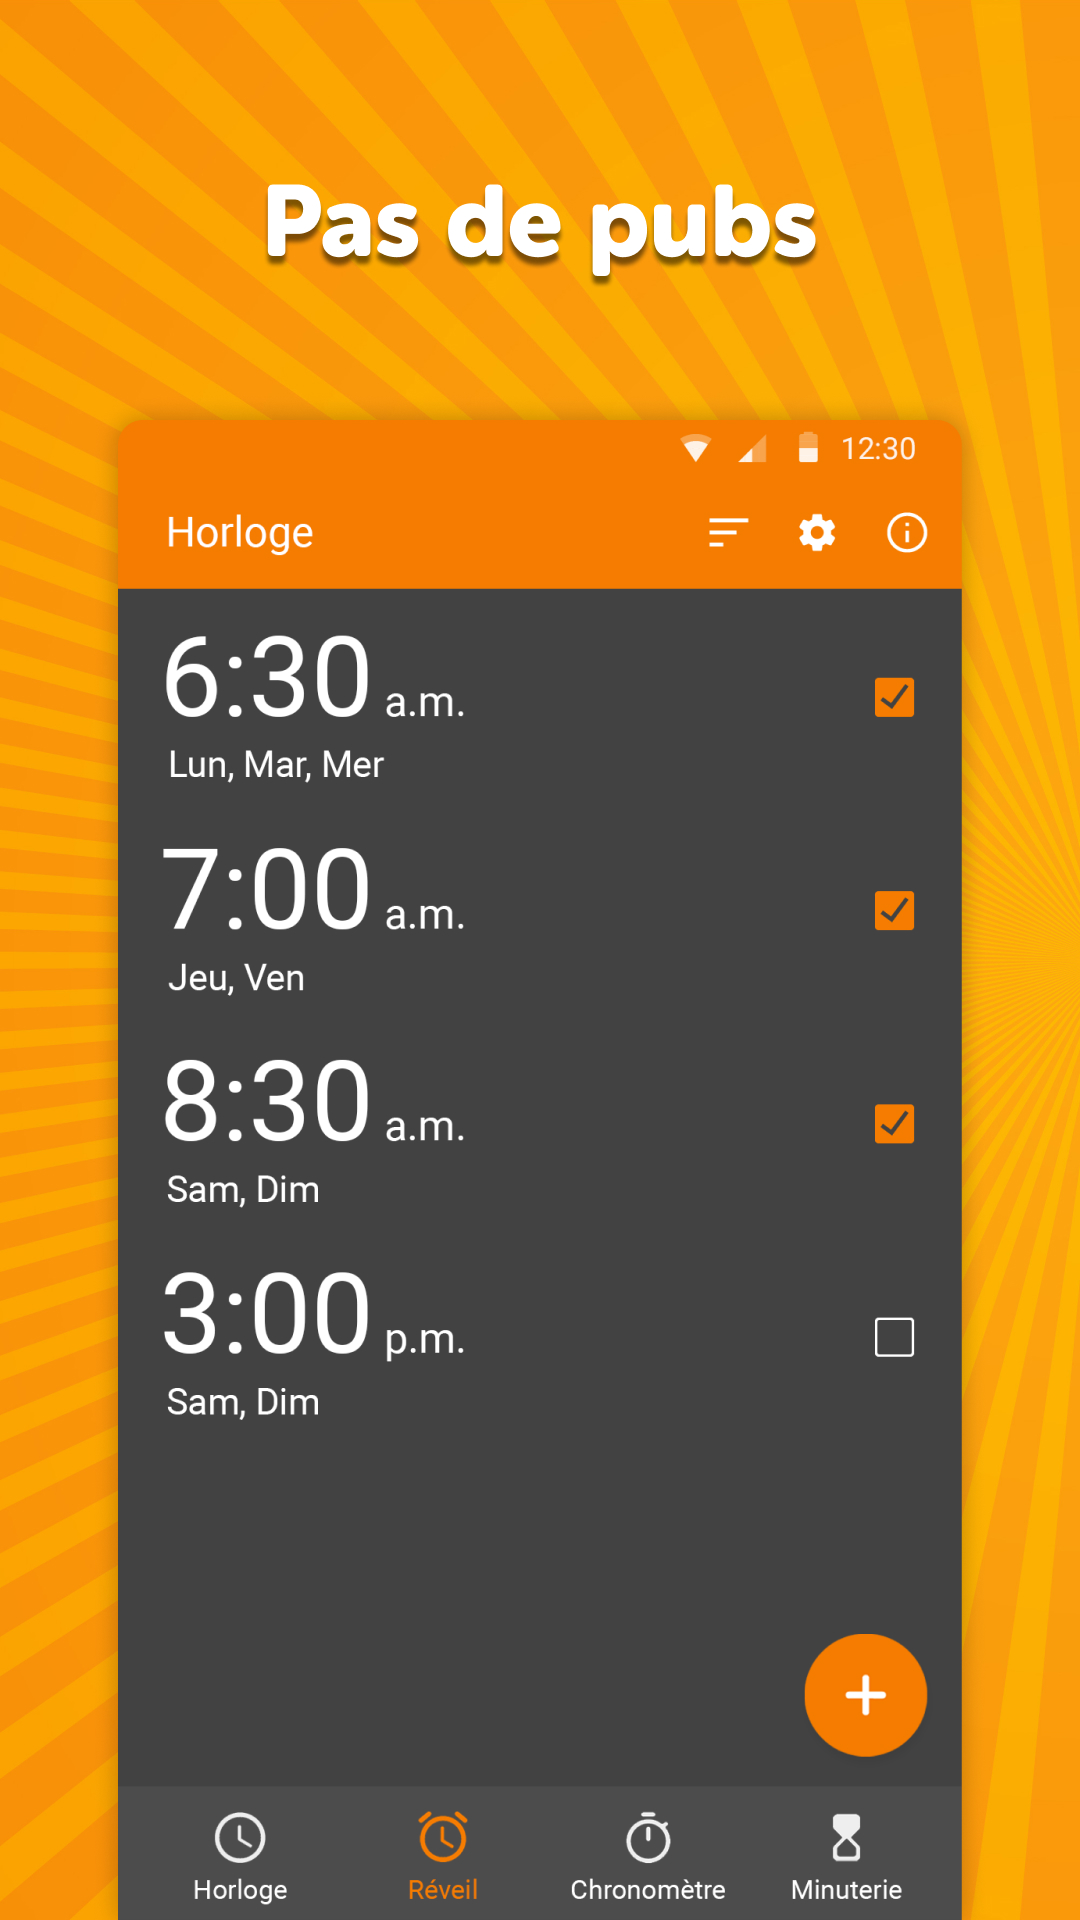 Pas de pubs
12:30
Horloge
6:30 a.m.
Lun, Mar, Mer
7:00 a.m.
Jeu, Ven
8:30 a.m.
Sam, Dim
3:00 p.m.
Sam, Dim
Horloge
Réveil
Chronomètre
Minuterie